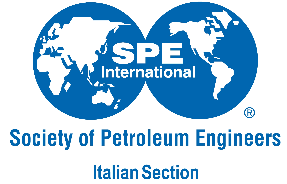 SPE
International
®
Society of Petroleum Engineers
Italian Section